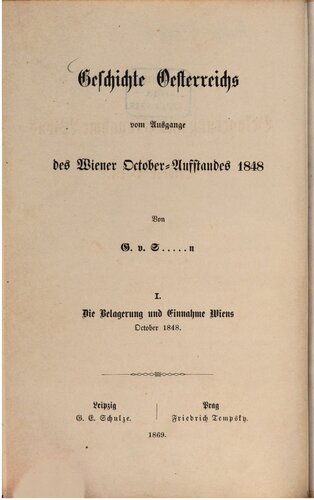 Geschichte Oesterreichs
vom Ausgange
des Wiener October-Aufstandes 1848
Von
G. v. S.....n
I.
Die Belagerung und Einnahme Wiens
October 1848.
Leipzig
G. E. Schulze.
Prag
Friedrich Tempsky.
1869.